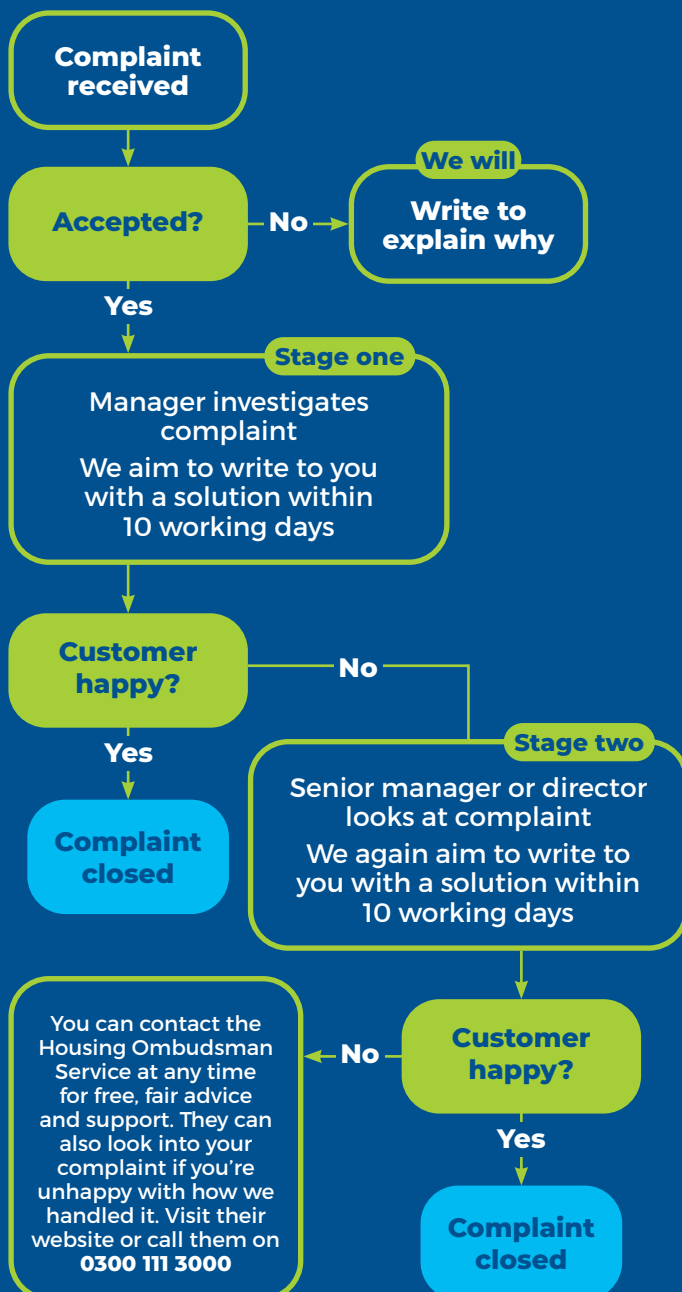 Complaint
received
Accepted?
No
We will
Write to
explain why
Yes
Stage one
Manager investigates
complaint
We aim to write to you
with a solution within
10 working days
Customer
happy?
No
Yes
Complaint
closed
Stage two
Senior manager or director
looks at complaint
We again aim to write to
you with a solution within
10 working days
Customer
happy?
No
You can contact the
Housing Ombudsman
Service at any time
for free, fair advice
and support. They can
also look into your
complaint if you’re
unhappy with how we
handled it. Visit their
website or call them on
0300 111 3000
Yes
Complaint
closed